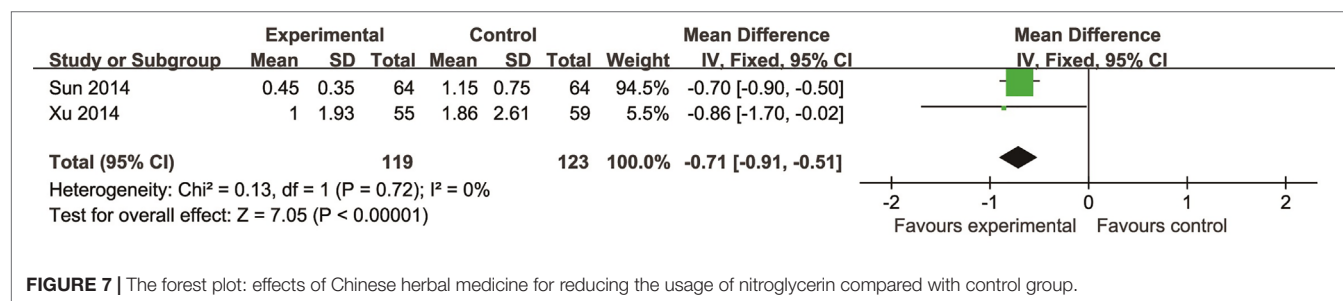 Experimental Control Mean Difference Mean Difference
Study or Subgroup Mean SD Total Mean SD Total Weight IV, Fixed, 95% CI IV, Fixed, 95% CI
Sun 2014 0.45 0.35 64 1.15 0.75 64 94.5% -0.70 [-0.90, -0.50]
Xu 2014 1 1.93 55 1.86 2.61 59 5.5% -0.86 [-1.70, -0.02]
Total (95% CI) 119 123 100.0% -0.71 [-0.91, -0.51]
Heterogeneity: Chi² = 0.13, df = 1 (P = 0.72); I² = 0%
Test for overall effect: Z = 7.05 (P < 0.00001)
-2 -1 0 1 2
Favours experimental Favours control
FIGURE 7 | The forest plot: effects of Chinese herbal medicine for reducing the usage of nitroglycerin compared with control group.